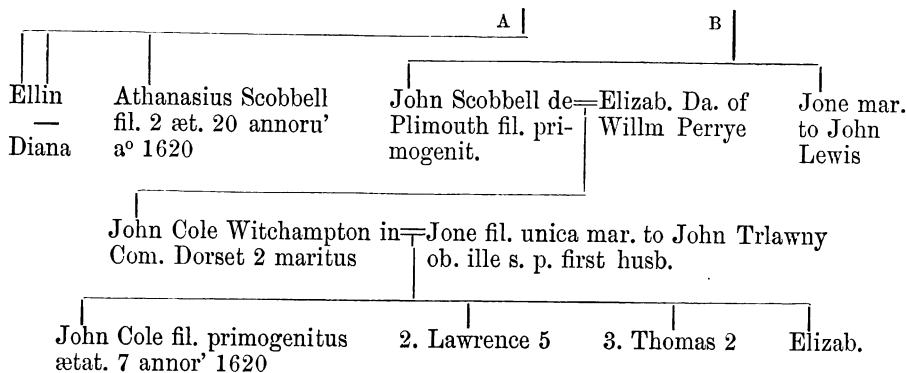 A
B
Ellin
—
Diana
Athanasius Scobbell
fil. 2 æt. 20 annoru'
aº 1620
John Scobbell de
Plimouth fil. pri-
mogenit.
Elizab. Da. of
Willm Perrye
Jone mar.
to John
Lewis
John Cole Witchampton in
Com. Dorset 2 maritus
Jone fil. unica mar. to John Trlawny
ob. ille s. p. first husb.
John Cole fil. primogenitus
ætat. 7 annor' 1620
2. Lawrence 5
3. Thomas 2
Elizab.